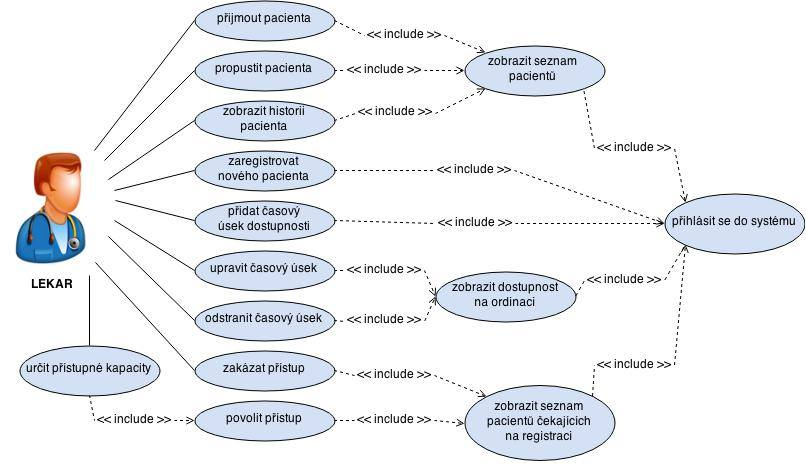 přijmout pacienta
<< include >>
propustit pacienta
<< include >>
zobrazit seznam
pacientů
zobrazit historii
pacienta
<< include >>
<< include >>
zaregistrovat
nového pacienta
<< include >>
přidat časový
úsek dostupnosti
<< include >>
přihlásit se do systému
LEKAR
upravit časový úsek
<< include >>
zobrazit dostupnost
na ordinaci
<< include >>
odstranit časový úsek
<< include >>
určit přístupné kapacity
zakázat přístup
<< include >>
<< include >>
<< include >>
povolit přístup
<< include >>
zobrazit seznam
pacientů čekajících
na registraci